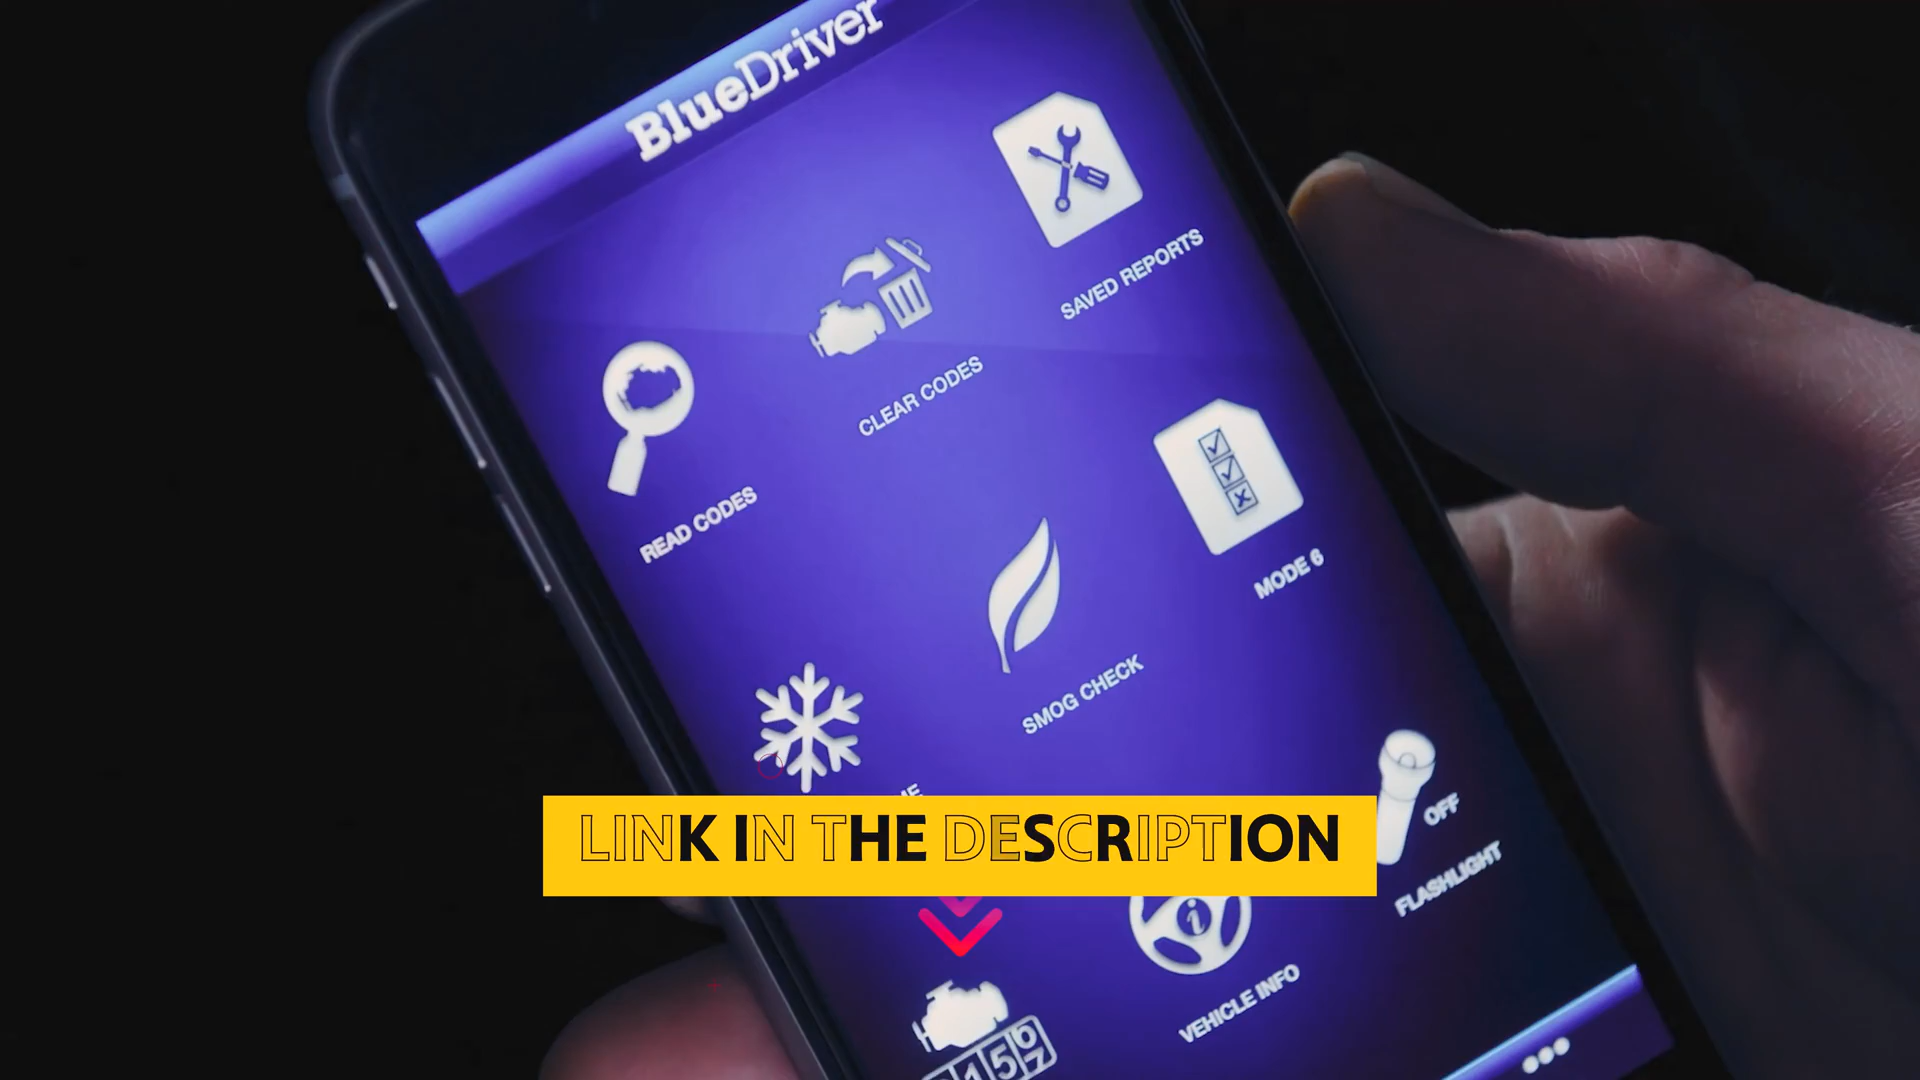 BlueDriver
SAVED REPORTS
CLEAR CODES
READ CODES
MODE 6
SMOG CHECK
OFF
FLASHLIGHT
LINK IN THE DESCRIPTION
VEHICLE INFO